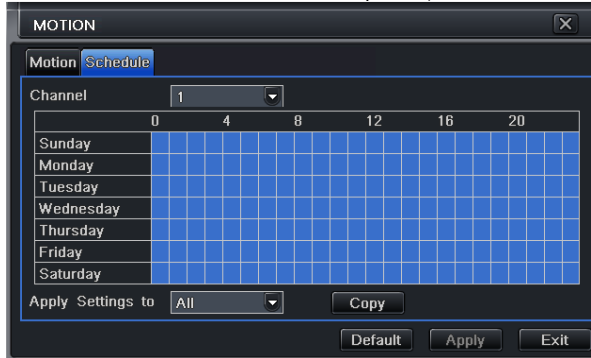 MOTION
Motion Schedule
Channel 1
0 4 8 12 16 20
Sunday
Monday
Tuesday
Wednesday
Thursday
Friday
Saturday
Apply Settings to All Copy
Default Apply Exit